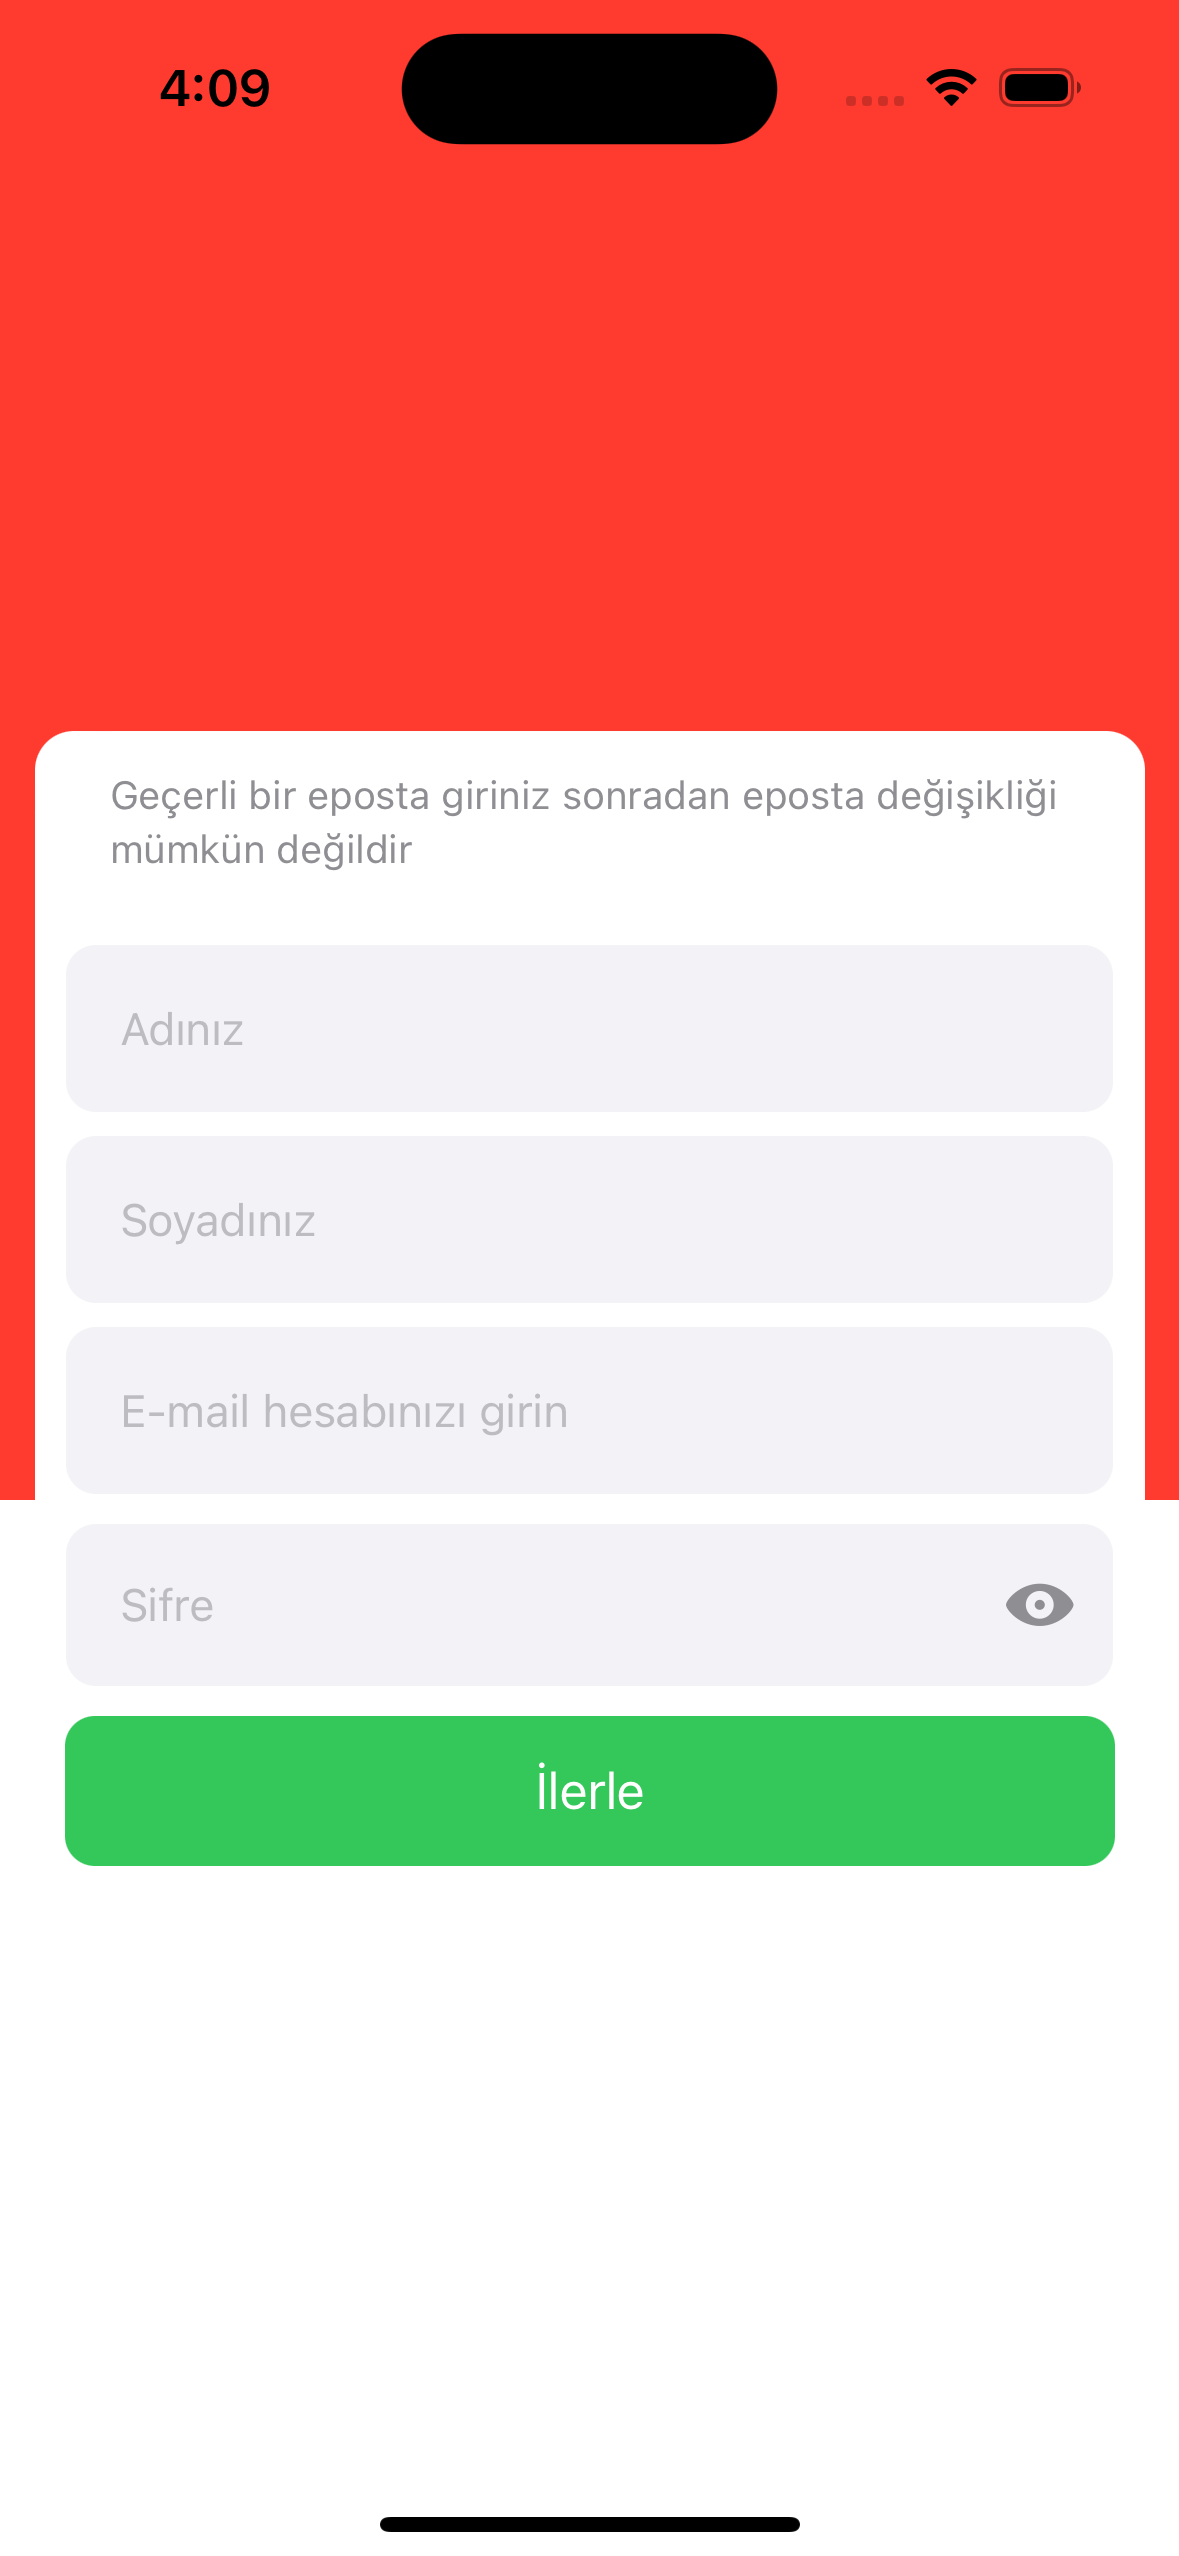 4:09
Geçerli bir eposta giriniz sonradan eposta değişikliği
mümkün değildir
Adınız
Soyadınız
E-mail hesabınızı girin
Sifre
İlerle